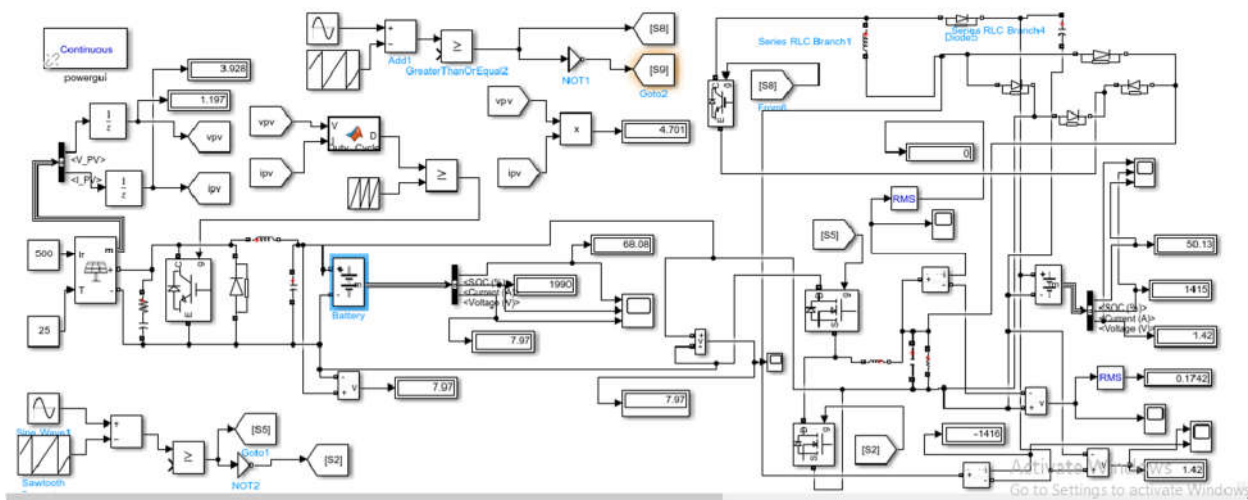 Continuous
powergui
3.928
1.197
1
z
<V_PV>
vpv
1
z
<I_PV>
ipv
500
Ir
T
m
+
-
25
Add1
GreaterThanOrEqual2
≥
[S8]
NOT1
[S9]
Goto2
vpv
ipv
V
D
≥
vpv
ipv
x
4.701
g
C
E
Battery
m
<SOC (%)>
<Current (A)>
<Voltage (V)>
68.08
1990
7.97
v
7.97
7.97
Sine Wave1
Sawtooth
≥
[S5]
Goto1
NOT2
[S2]
Series RLC Branch1
Diode5
Series RLC Branch4
[S8]
g
E
0
RMS
[S5]
g
S
[S2]
g
S
<SOC (%)>
<Current (A)>
<Voltage (V)>
50.13
1415
1.42
v
RMS
0.1742
-1416
1.42
Activate Windows
Go to Settings to activate Windows